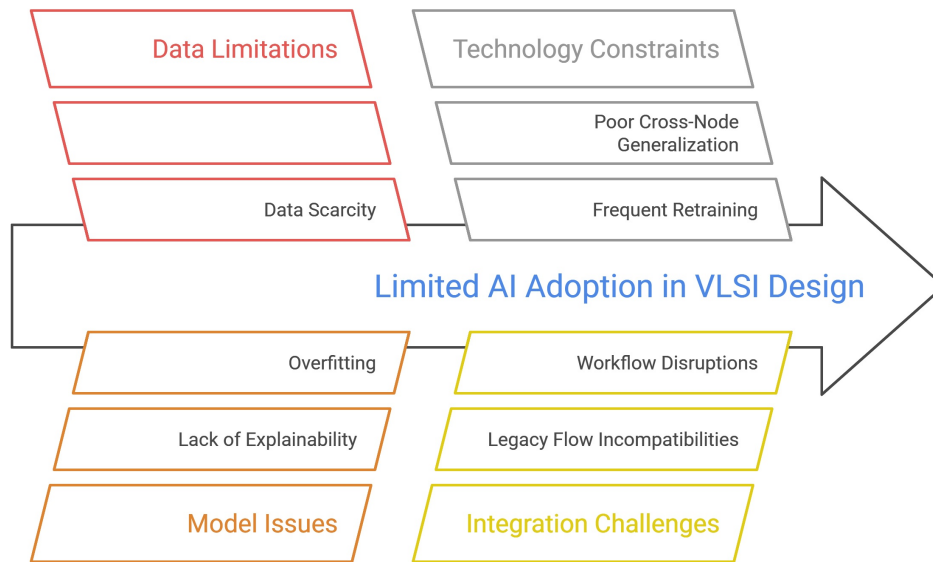 Data Limitations
Technology Constraints
Poor Cross-Node
Generalization
Data Scarcity
Frequent Retraining
Limited AI Adoption in VLSI Design
Overfitting
Workflow Disruptions
Lack of Explainability
Legacy Flow Incompatibilities
Model Issues
Integration Challenges